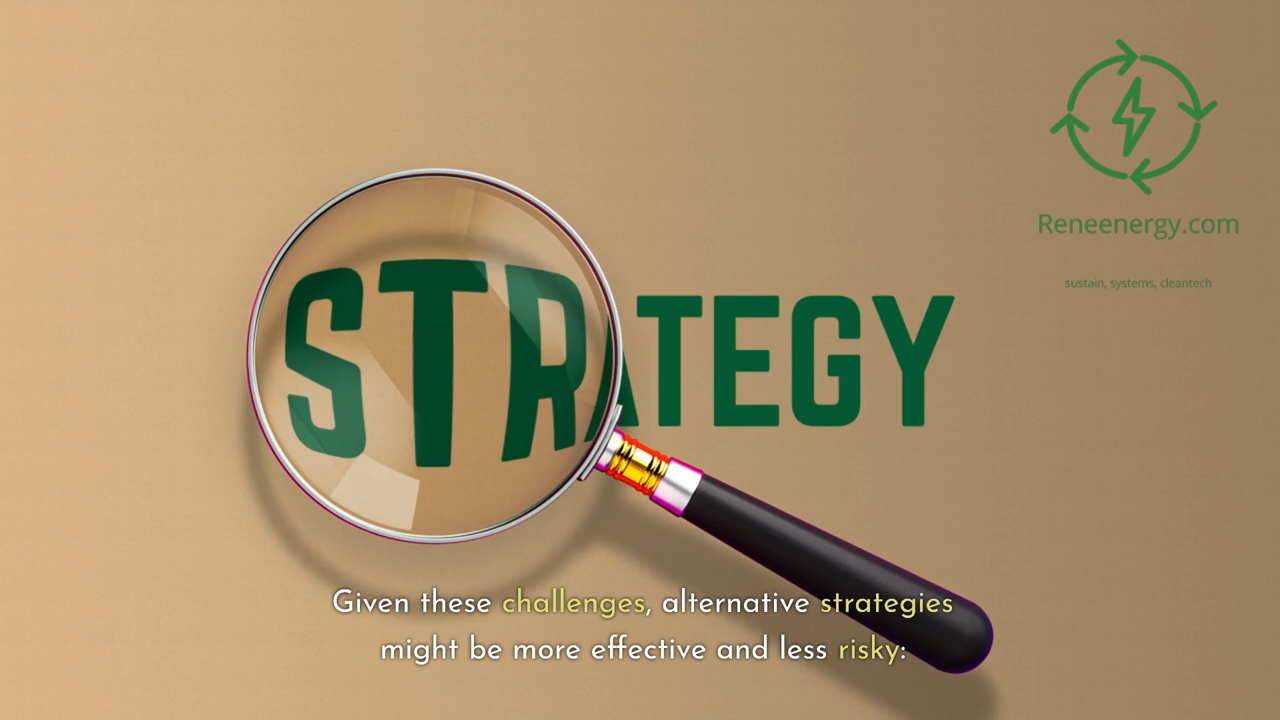 Reneenergy.com
sustain, systems, cleantech
STRATEGY
Given these challenges, alternative strategies
might be more effective and less risky: